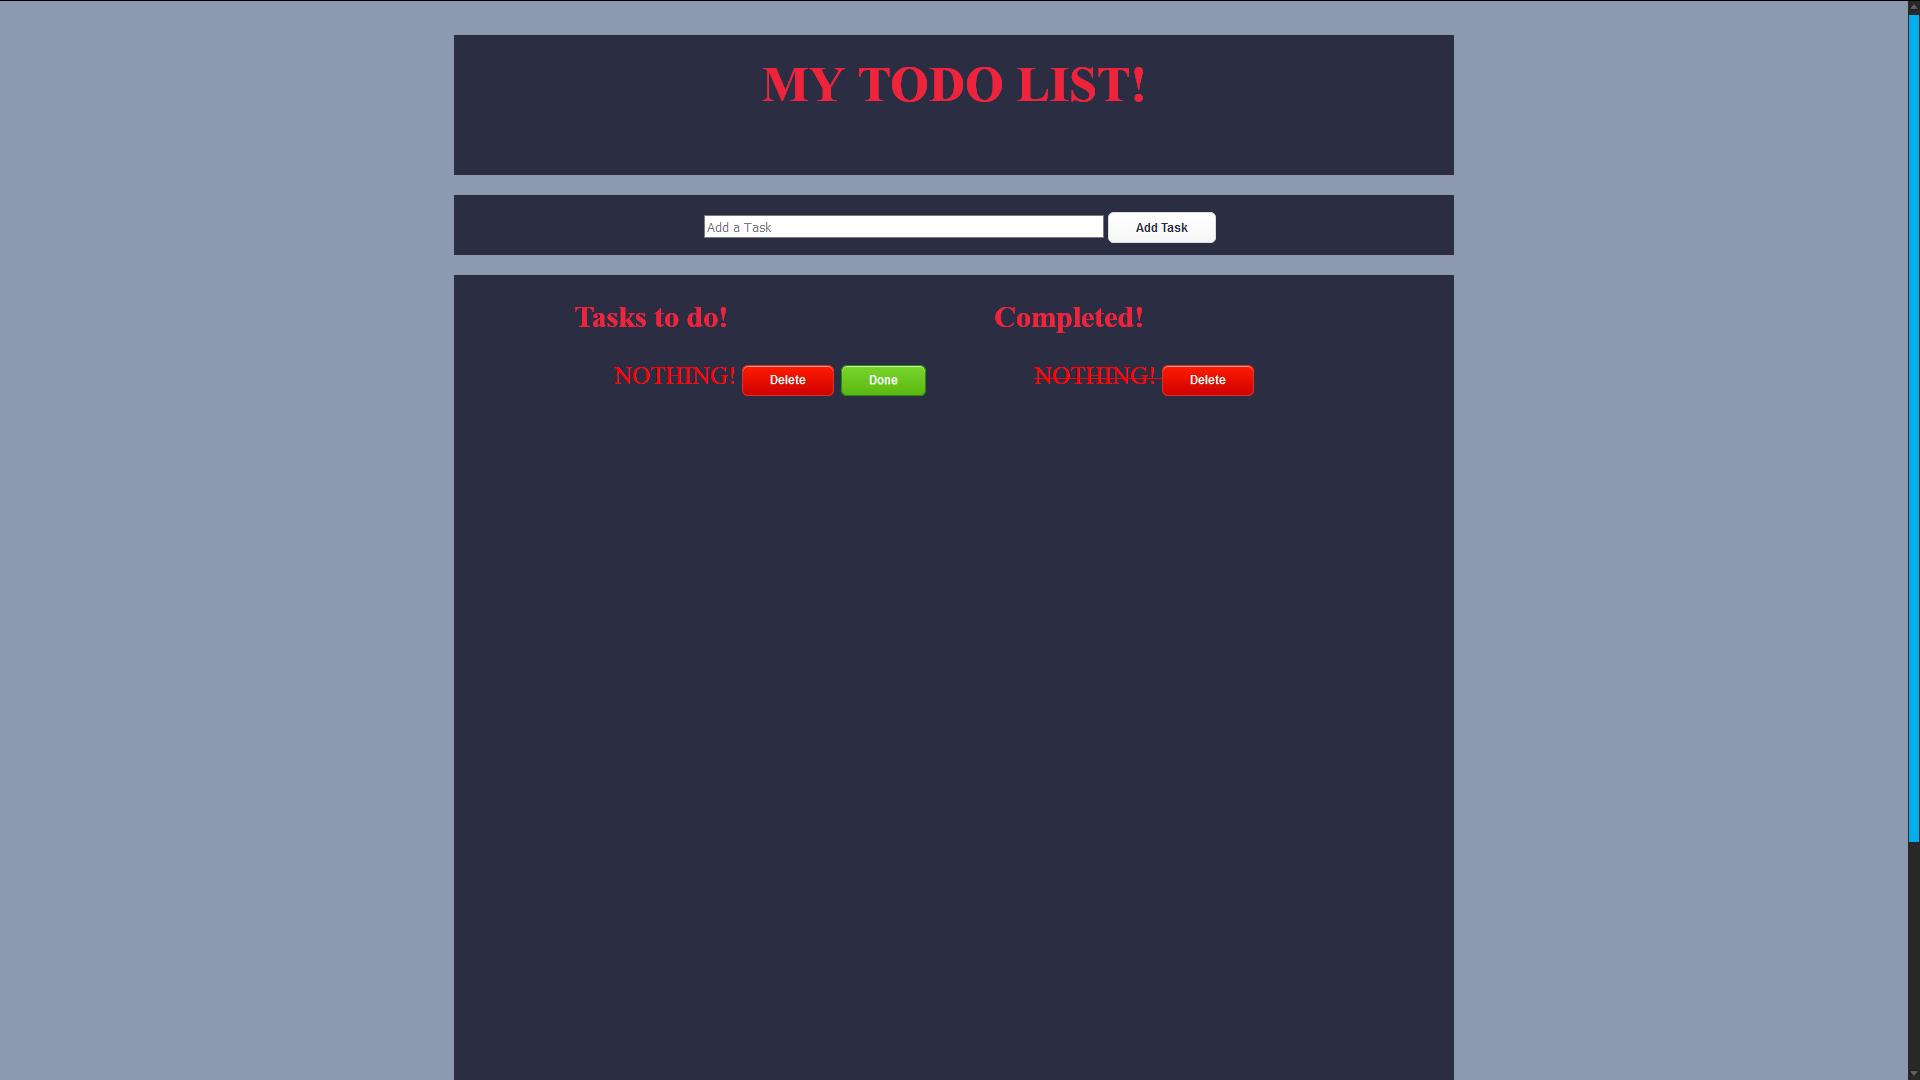 MY TODO LIST!
Add a Task Add Task
Tasks to do! Completed!
NOTHING! Delete Done NOTHING! Delete